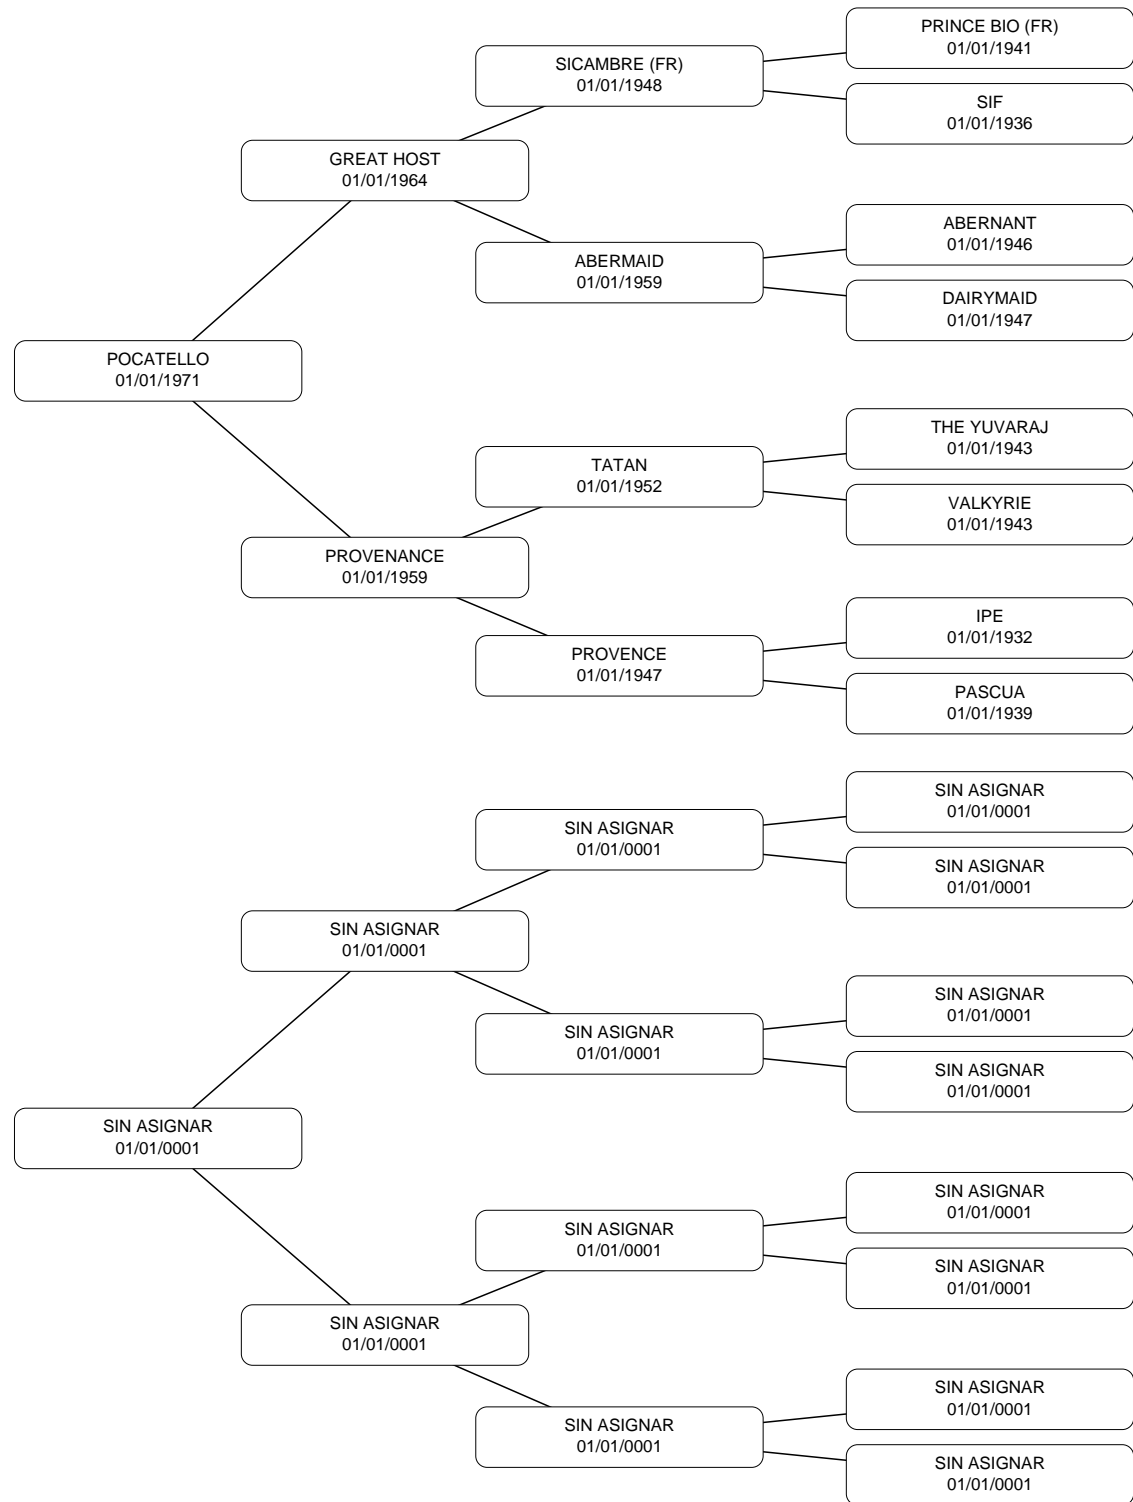 PRINCE BIO (FR)
01/01/1941
SICAMBRE (FR)
01/01/1948
SIF
01/01/1936
GREAT HOST
01/01/1964
ABERNANT
01/01/1946
ABERMAID
01/01/1959
DAIRYMAID
01/01/1947
POCATELLO
01/01/1971
THE YUVARAJ
01/01/1943
TATAN
01/01/1952
VALKYRIE
01/01/1943
PROVENANCE
01/01/1959
IPE
01/01/1932
PROVENCE
01/01/1947
PASCUA
01/01/1939
SIN ASIGNAR
01/01/0001
SIN ASIGNAR
01/01/0001
SIN ASIGNAR
01/01/0001
SIN ASIGNAR
01/01/0001
SIN ASIGNAR
01/01/0001
SIN ASIGNAR
01/01/0001
SIN ASIGNAR
01/01/0001
SIN ASIGNAR
01/01/0001
SIN ASIGNAR
01/01/0001
SIN ASIGNAR
01/01/0001
SIN ASIGNAR
01/01/0001
SIN ASIGNAR
01/01/0001
SIN ASIGNAR
01/01/0001
SIN ASIGNAR
01/01/0001
SIN ASIGNAR
01/01/0001